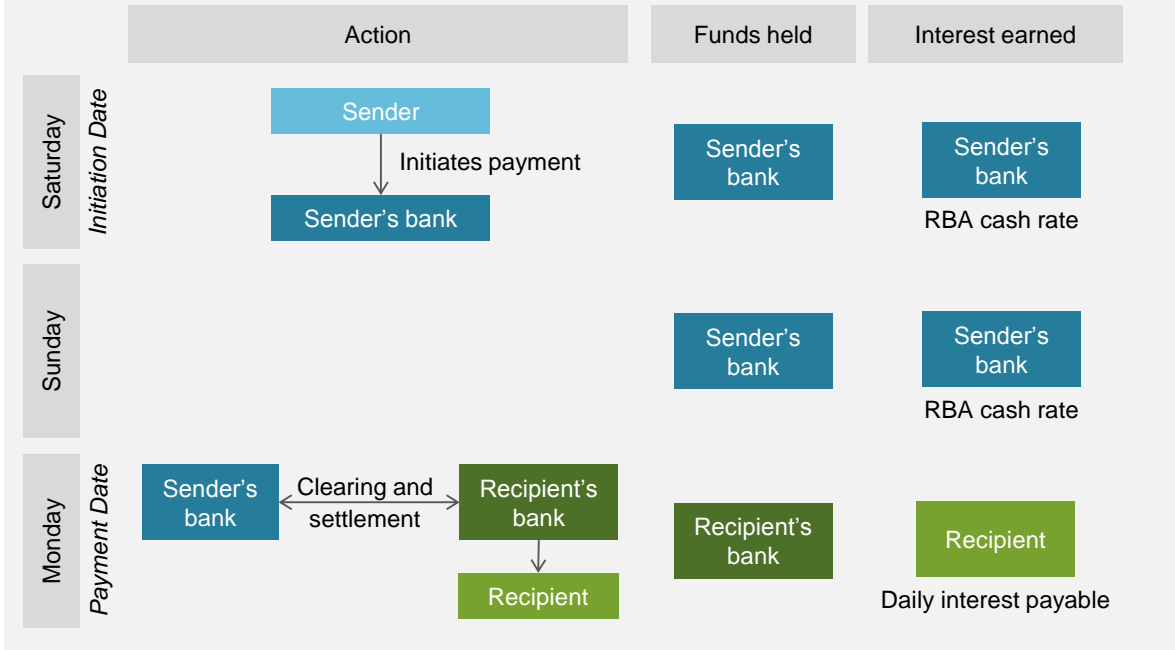 Action
Funds held
Interest earned
Saturday
Initiation Date
Sender
Initiates payment
Sender’s bank
Sender’s
bank
Sender’s
bank
RBA cash rate
Sunday
Sender’s
bank
Sender’s
bank
RBA cash rate
Monday
Payment Date
Sender’s
bank
Clearing and
settlement
Recipient’s
bank
Recipient
Recipient’s
bank
Recipient
Daily interest payable